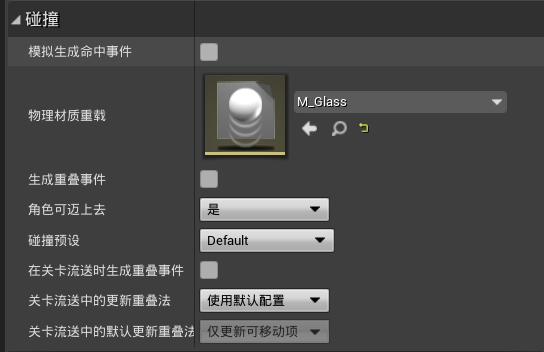 碰撞
模拟生成命中事件
物理材质重载
M_Glass
生成重叠事件
角色可迈上去
是
碰撞预设
Default
在关卡流送时生成重叠事件
关卡流送中的更新重叠法
使用默认配置
关卡流送中的默认更新重叠法
仅更新可移动项